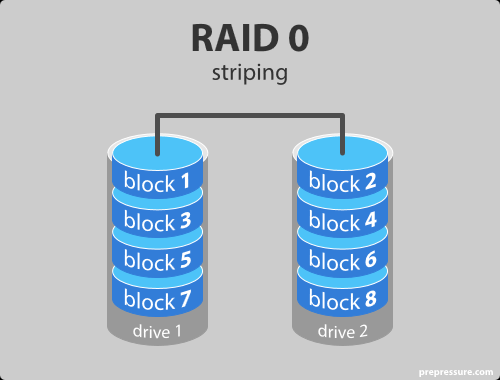 RAID 0
striping
block 1
block 3
block 5
block 7
drive 1
block 2
block 4
block 6
block 8
drive 2
prepressure.com